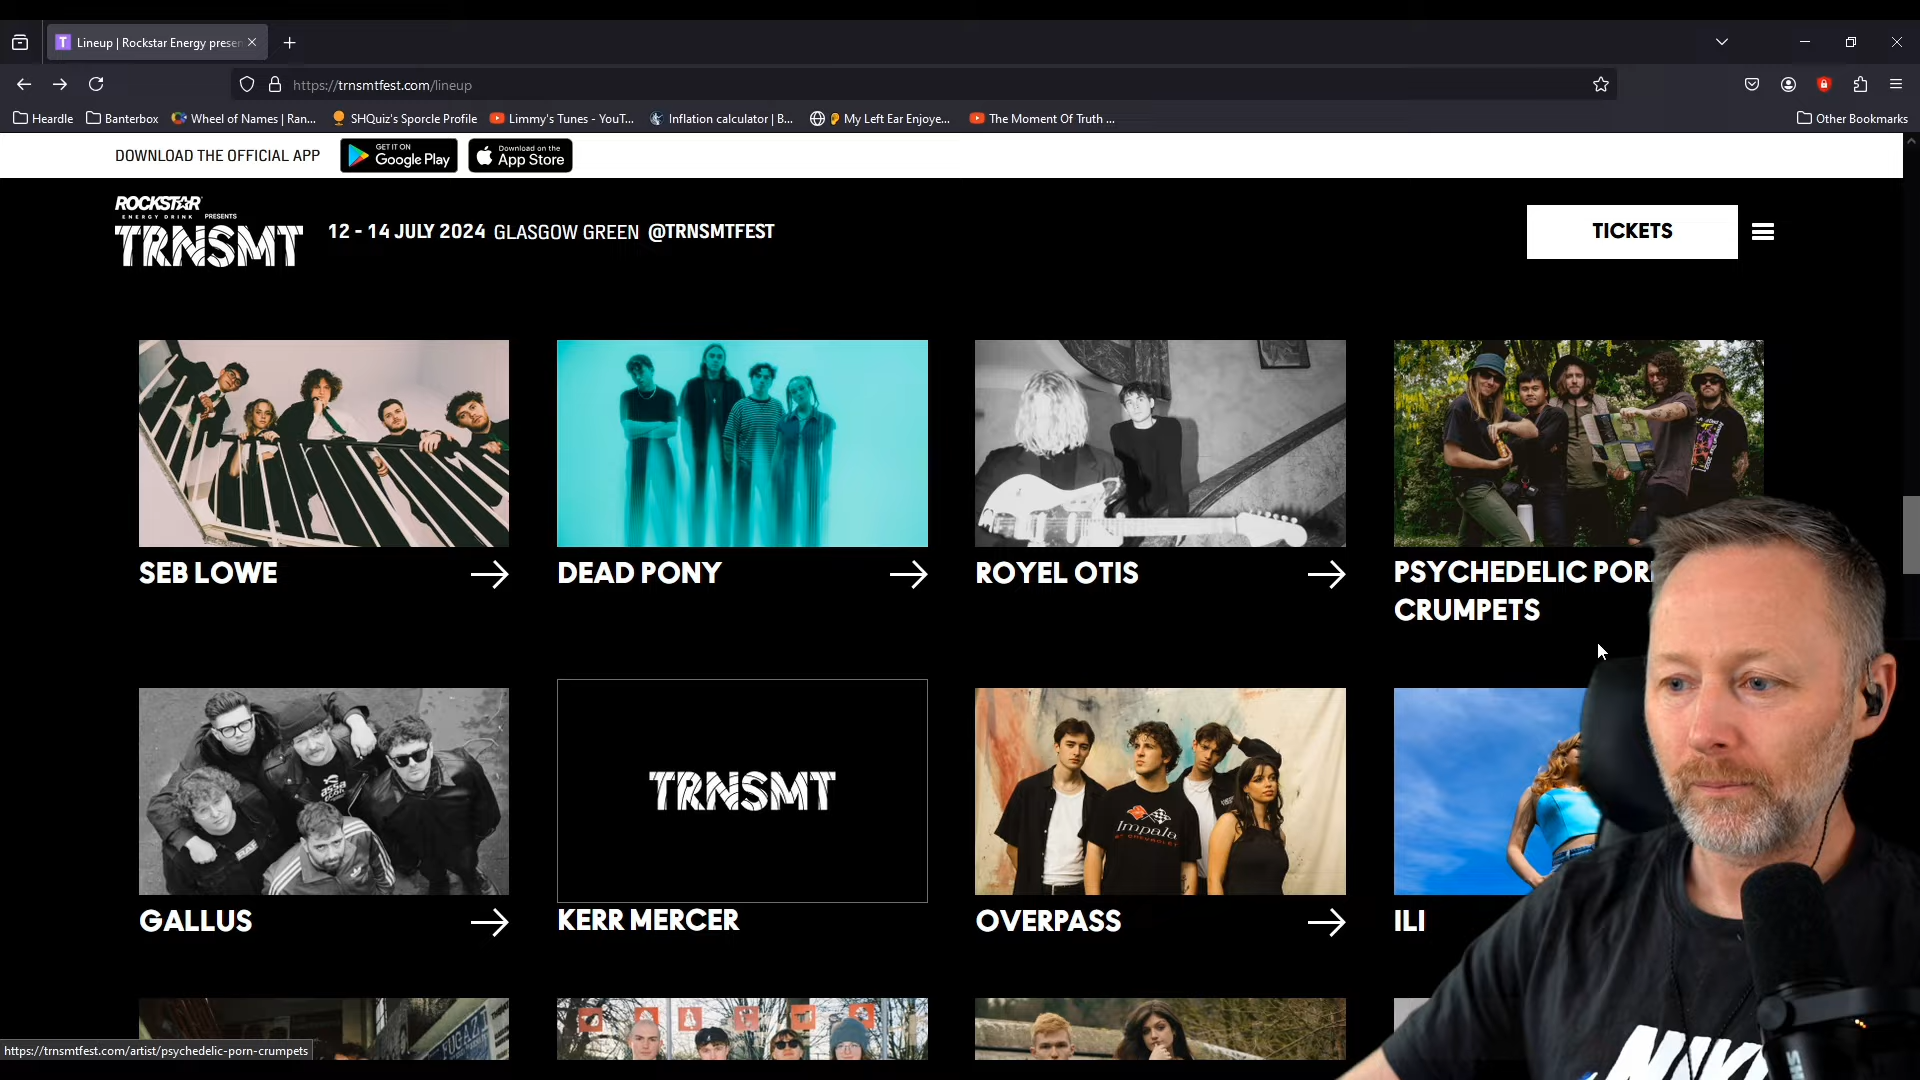 Lineup | Rockstar Energy presen
https://trnsmtfest.com/lineup
Heardle
Banterbox
Wheel of Names | Ran...
SHQuiz's Sporcle Profile
Limmy's Tunes - YouT...
Inflation calculator | B...
My Left Ear Enjoye...
The Moment Of Truth ...
Other Bookmarks
DOWNLOAD THE OFFICIAL APP
GET IT ON
Google Play
Download on the
App Store
ROCKSTAR
ENERGY DRINK PRESENTS
TRNSMT
12 - 14 JULY 2024 GLASGOW GREEN @TRNSMTFEST
TICKETS
SEB LOWE
DEAD PONY
ROYEL OTIS
PSYCHEDELIC POR
CRUMPETS
TRNSMT
Impala
GALLUS
KERR MERCER
OVERPASS
ILI
https://trnsmtfest.com/artist/psychedelic-porn-crumpets